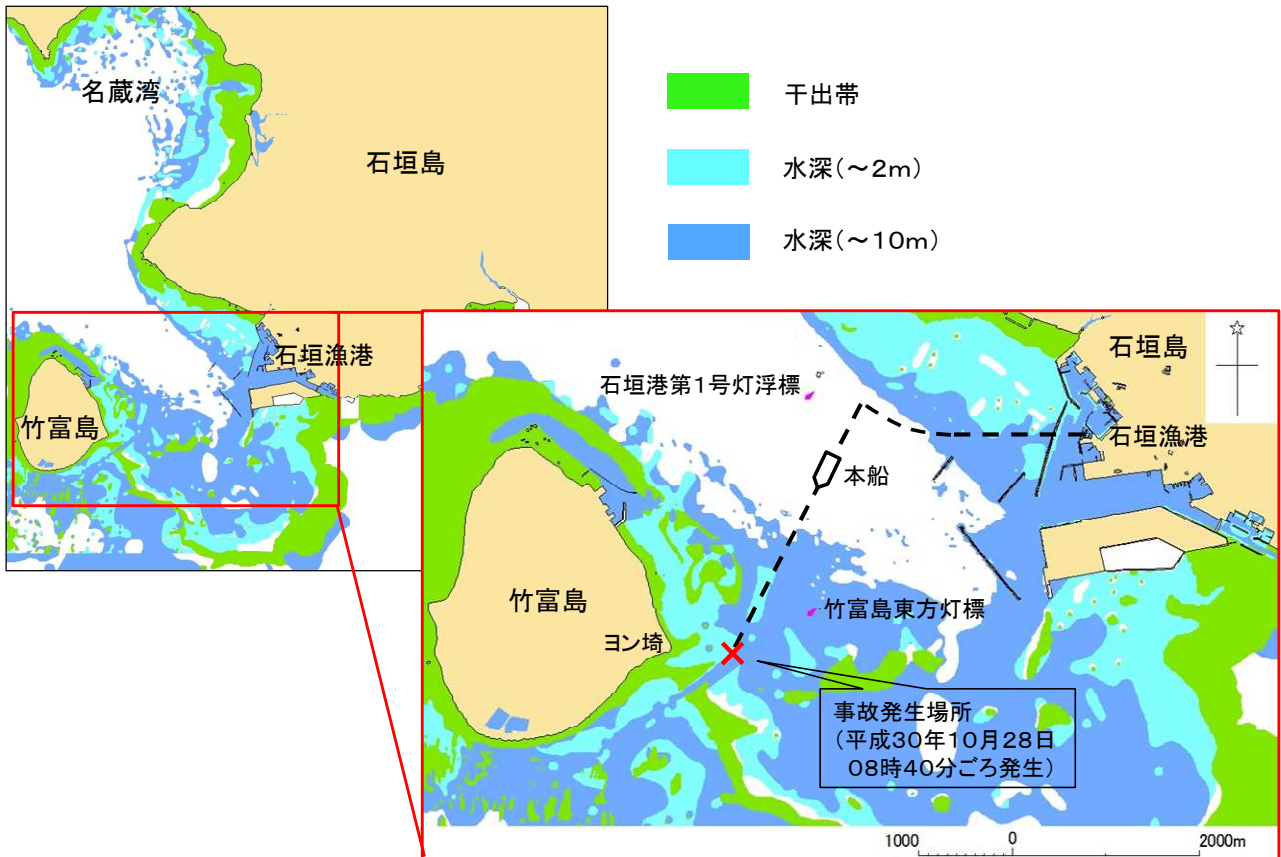 名蔵湾
石垣島
石垣漁港
竹富島
干出帯
水深(~2m)
水深(~10m)
石垣島
石垣港第1号灯浮標
石垣漁港
本船
竹富島
竹富島東方灯標
ヨン埼
事故発生場所
(平成30年10月28日
08時40分ごろ発生)
1000 0 2000m